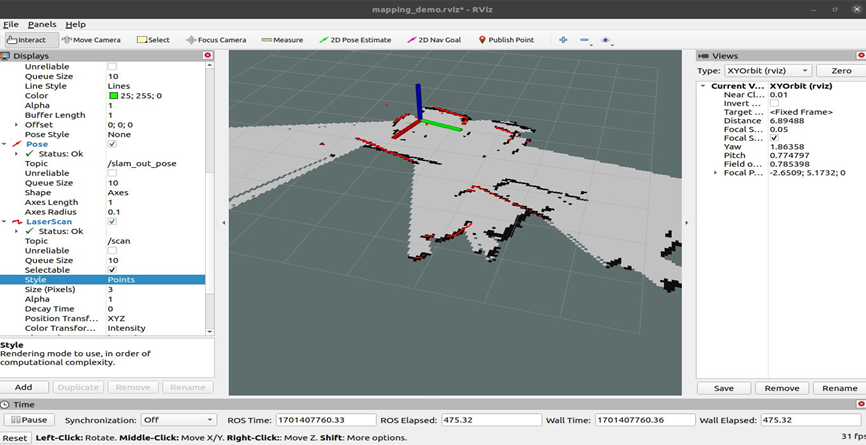 mapping_demo.rviz* - RViz
File Panels Help
Interact Move Camera Select Focus Camera Measure 2D Pose Estimate 2D Nav Goal Publish Point
Displays
Unreliable
Queue Size 10
Line Style Lines
Color 25; 255; 0
Alpha 1
Buffer Length 1
Offset 0; 0; 0
Pose Style None
Pose
Status: Ok
Topic /slam_out_pose
Unreliable
Queue Size 10
Shape Axes
Axes Length 1
Axes Radius 0.1
LaserScan
Status: Ok
Topic /scan
Unreliable
Queue Size 10
Selectable
Style Points
Size (Pixels) 3
Alpha 1
Decay Time 0
Position Transf... XYZ
Color Transfor... Intensity
Style
Rendering mode to use, in order of
computational complexity.
Add Duplicate Remove Rename
Views
Type: XYOrbit (rviz) Zero
Current V... XYOrbit (rviz)
Near Cl... 0.01
Invert ...
Target ... <Fixed Frame>
Distance 6.89488
Focal S... 0.05
Focal S...
Yaw 1.86358
Pitch 0.774797
Field o... 0.785398
Focal P... -2.6509; 5.1732; 0
Save Remove Rename
Time
Pause Synchronization: Off ROS Time: 1701407760.33 ROS Elapsed: 475.32 Wall Time: 1701407760.36 Wall Elapsed: 475.32
Reset Left-Click: Rotate. Middle-Click: Move X/Y. Right-Click:: Move Z. Shift: More options. 31 fps